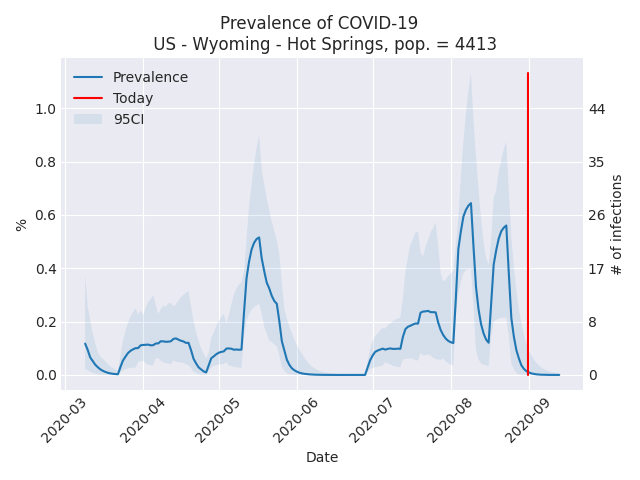 Prevalence of COVID-19
US - Wyoming - Hot Springs, pop. = 4413
Prevalence
Today
95CI
1.0
0.8
0.6
0.4
0.2
0.0
%
44
35
26
17
8
0
# of infections
2020-03
2020-04
2020-05
2020-06
2020-07
2020-08
2020-09
Date